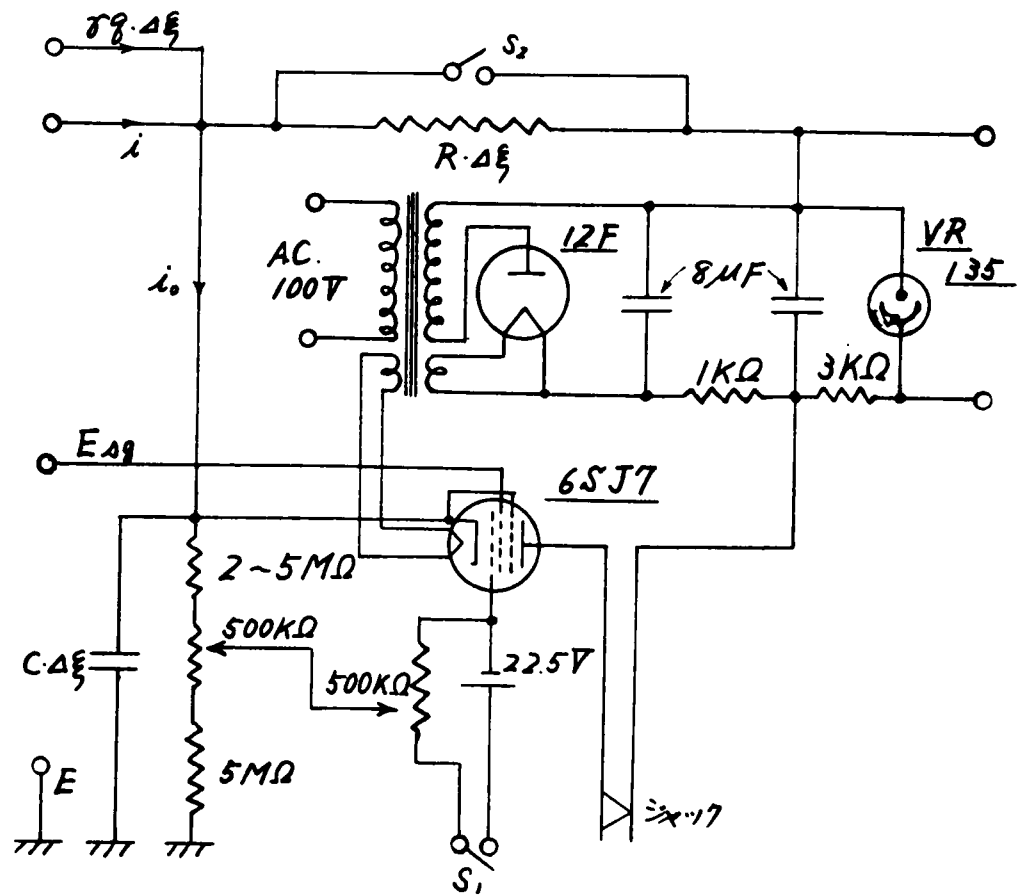 γq·Δξ
S₂
i
R·Δξ
12F
VR
135
AC.
100V
8μF
i₀
1KΩ
3KΩ
Esg
6SJ7
2~5MΩ
500KΩ
22.5V
C·Δξ
500KΩ
5MΩ
E
ジャック
S₁